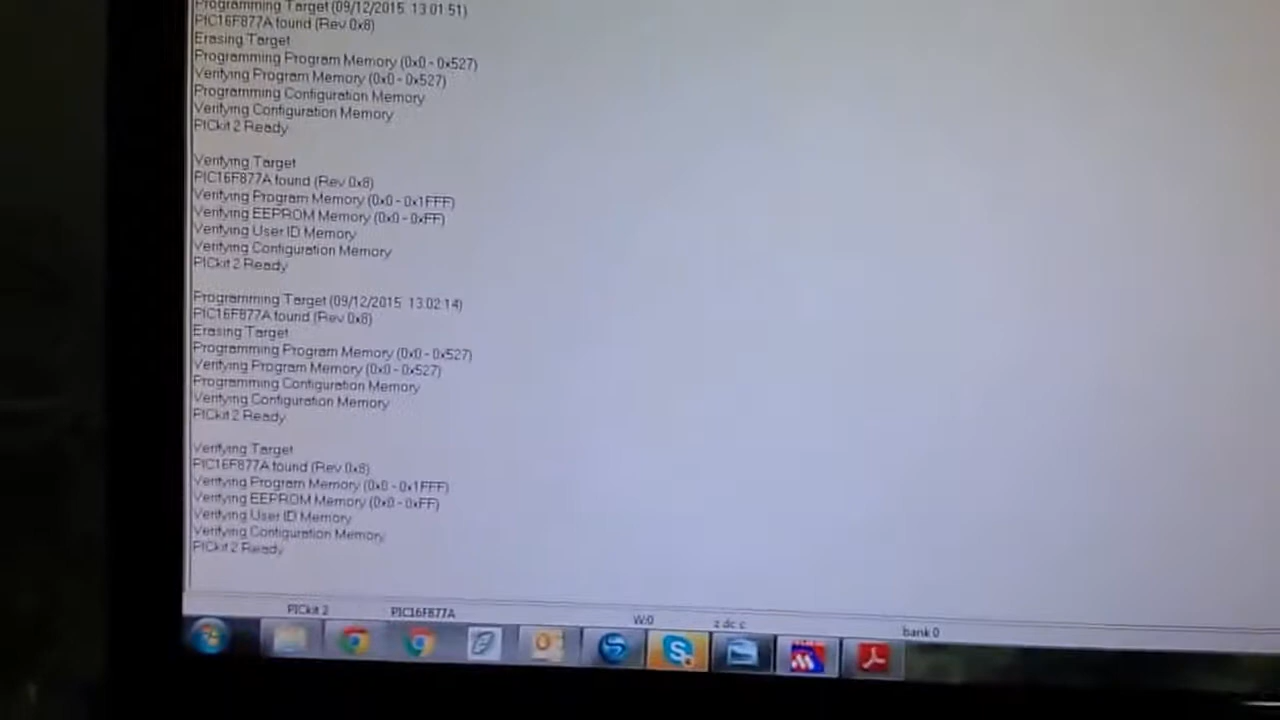 Programming Target (09/12/2015 13:01:51)
PIC16F877A found (Rev 0x8)
Erasing Target
Programming Program Memory (0x0 - 0x527)
Verifying Program Memory (0x0 - 0x527)
Programming Configuration Memory
Verifying Configuration Memory
PICkit 2 Ready
Verifying Target
PIC16F877A found (Rev 0x8)
Verifying Program Memory (0x0 - 0x1FFF)
Verifying EEPROM Memory (0x0 - 0xFF)
Verifying User ID Memory
Verifying Configuration Memory
PICkit 2 Ready
Programming Target (09/12/2015 13:02:14)
PIC16F877A found (Rev 0x8)
Erasing Target
Programming Program Memory (0x0 - 0x527)
Verifying Program Memory (0x0 - 0x527)
Programming Configuration Memory
Verifying Configuration Memory
PICkit 2 Ready
Verifying Target
PIC16F877A found (Rev 0x8)
Verifying Program Memory (0x0 - 0x1FFF)
Verifying EEPROM Memory (0x0 - 0xFF)
Verifying User ID Memory
Verifying Configuration Memory
PICkit 2 Ready
PICkit 2 PIC16F877A W:0 z dc c bank 0